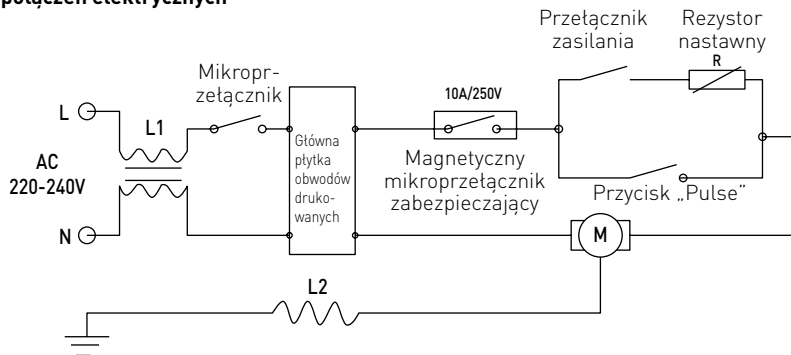 połączeń elektrycznych
Przełącznik
zasilania
Rezystor
nastawny
R
Mikropr-
zełącznik
10A/250V
L
L1
AC
220-240V
N
Główna
płytka
obwodów
druko-
wanych
Magnetyczny
mikroprzełącznik
zabezpieczający
Przycisk „Pulse”
M
L2